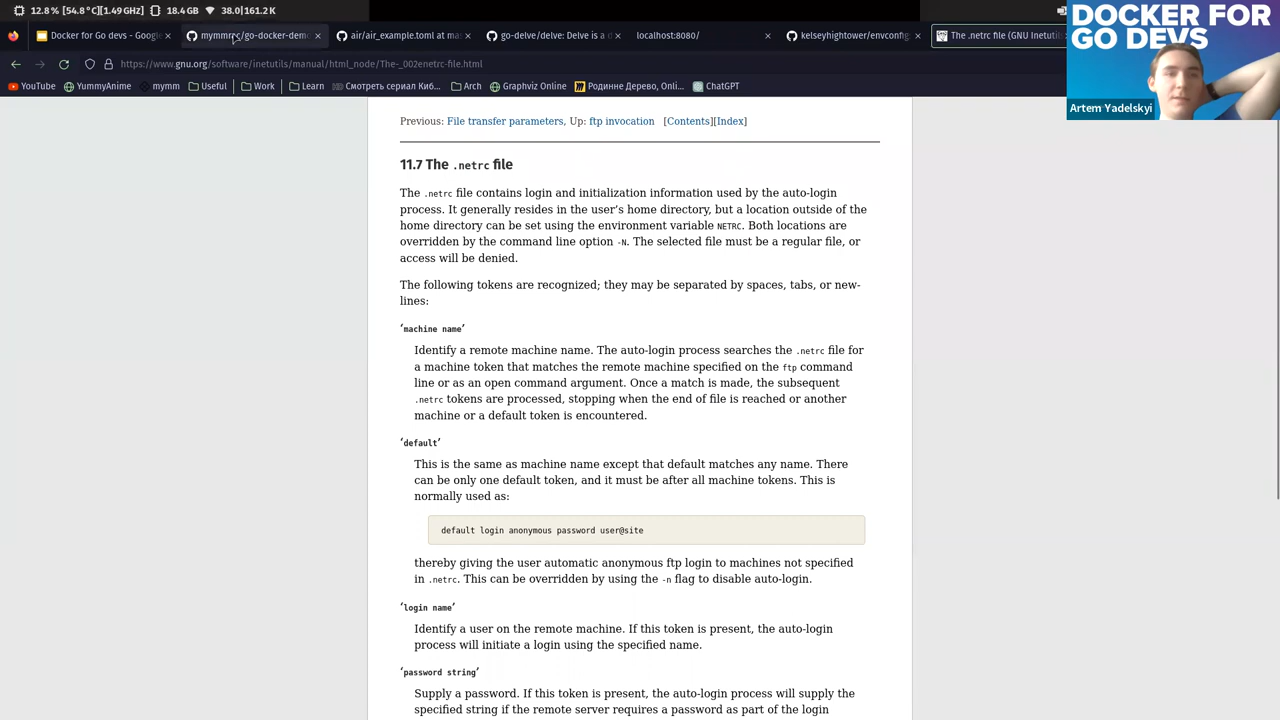 12.8 % [54.8 °C][1.49GHz] 18.4GB 38.0|161.2 K
Docker for Go devs - Google
mymmrc/go-docker-demo
air/air_example.toml at mas
go-delve/delve: Delve is a d
localhost:8080/
kelseyhightower/envconfig
The .netrc file (GNU Inetutils
https://www.gnu.org/software/inetutils/manual/html_node/The-_002enetrc-file.html
YouTube YummyAnime mymm Useful Work Learn Смотреть сериал Киб... Arch Graphviz Online Родинне Дерево, Onli... ChatGPT
DOCKER FOR
GO DEVS
Artem Yadelskyi
Previous: File transfer parameters, Up: ftp invocation [Contents][Index]
11.7 The .netrc file
The .netrc file contains login and initialization information used by the auto-login
process. It generally resides in the user’s home directory, but a location outside of the
home directory can be set using the environment variable NETRC. Both locations are
overridden by the command line option -N. The selected file must be a regular file, or
access will be denied.
The following tokens are recognized; they may be separated by spaces, tabs, or new-
lines:
‘machine name’
Identify a remote machine name. The auto-login process searches the .netrc file for
a machine token that matches the remote machine specified on the ftp command
line or as an open command argument. Once a match is made, the subsequent
.netrc tokens are processed, stopping when the end of file is reached or another
machine or a default token is encountered.
‘default’
This is the same as machine name except that default matches any name. There
can be only one default token, and it must be after all machine tokens. This is
normally used as:
default login anonymous password user@site
thereby giving the user automatic anonymous ftp login to machines not specified
in .netrc. This can be overridden by using the -n flag to disable auto-login.
‘login name’
Identify a user on the remote machine. If this token is present, the auto-login
process will initiate a login using the specified name.
‘password string’
Supply a password. If this token is present, the auto-login process will supply the
specified string if the remote server requires a password as part of the login